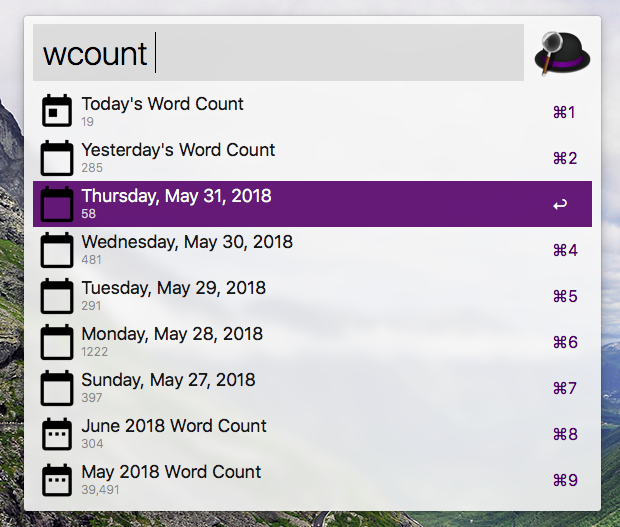 wcount
Today's Word Count
19
⌘1
Yesterday's Word Count
285
⌘2
Thursday, May 31, 2018
58
↩
Wednesday, May 30, 2018
481
⌘4
Tuesday, May 29, 2018
291
⌘5
Monday, May 28, 2018
1222
⌘6
Sunday, May 27, 2018
397
⌘7
June 2018 Word Count
304
⌘8
May 2018 Word Count
39,491
⌘9